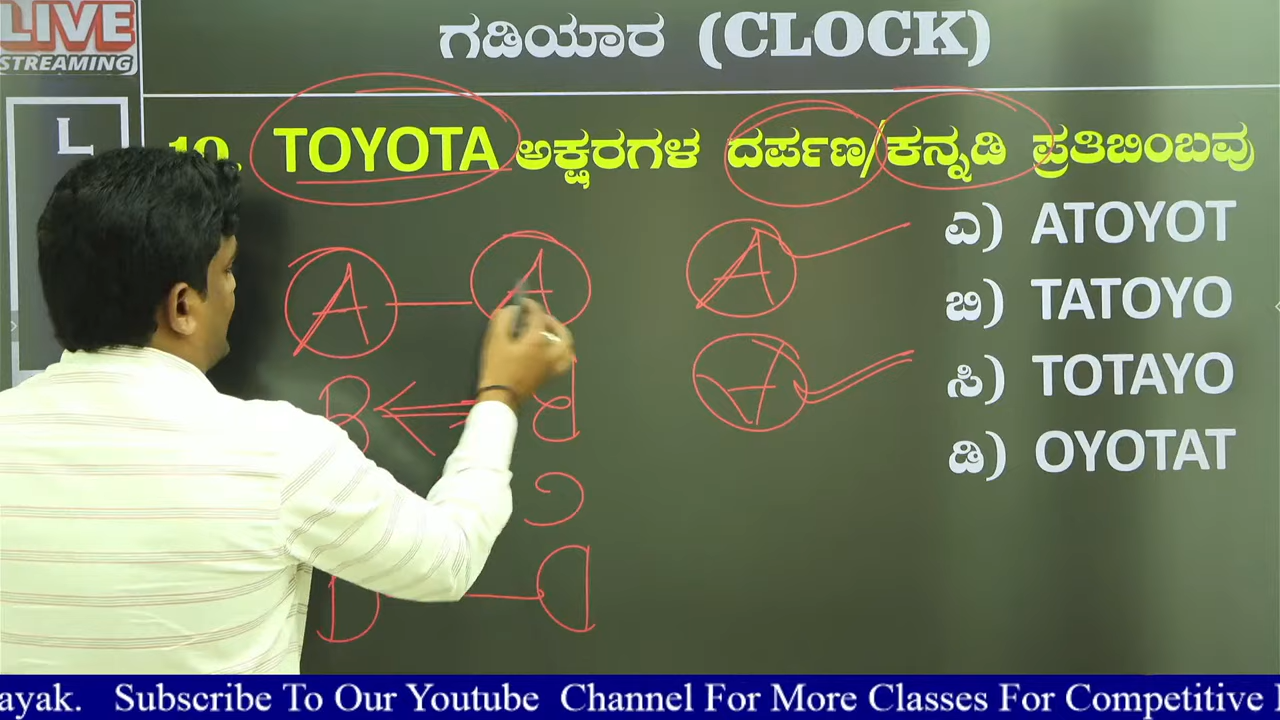 LIVE
STREAMING
ಗಡಿಯಾರ (CLOCK)
L
19. TOYOTA ಅಕ್ಷರಗಳ ದರ್ಪಣ/ಕನ್ನಡಿ ಪ್ರತಿಬಿಂಬವು
ಎ) ATOYOT
ಬಿ) TATOYO
ಸಿ) TOTAYO
ಡಿ) OYOTAT
A A A
B
D
ayak. Subscribe To Our Youtube Channel For More Classes For Competitive